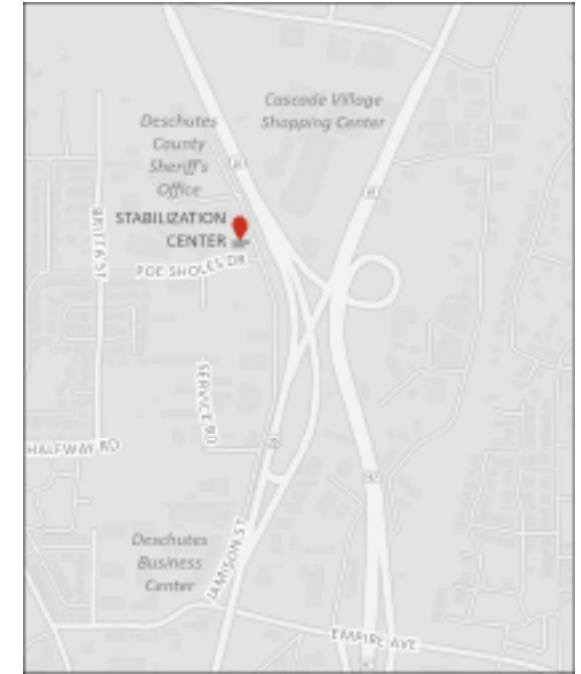 Cascade Village
Shopping Center
Deschutes
County
Sheriff's
Office
STABILIZATION
CENTER
BRITTA ST
POE SHOLES DR
SERVICE RD
HALFWAY RD
Deschutes
Business
Center
JAMISON ST
EMPIRE AVE